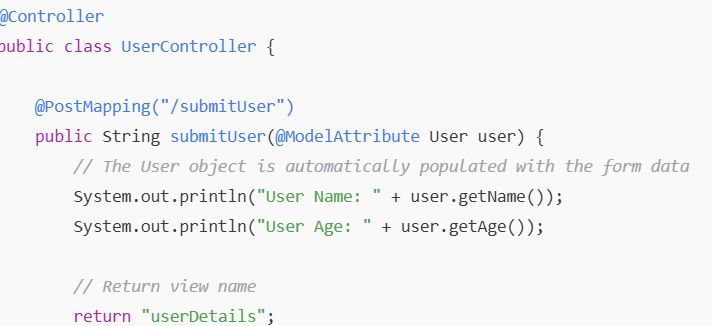 @Controller
public class UserController {
@PostMapping("/submitUser")
public String submitUser(@ModelAttribute User user) {
// The User object is automatically populated with the form data
System.out.println("User Name: " + user.getName());
System.out.println("User Age: " + user.getAge());
// Return view name
return "userDetails";